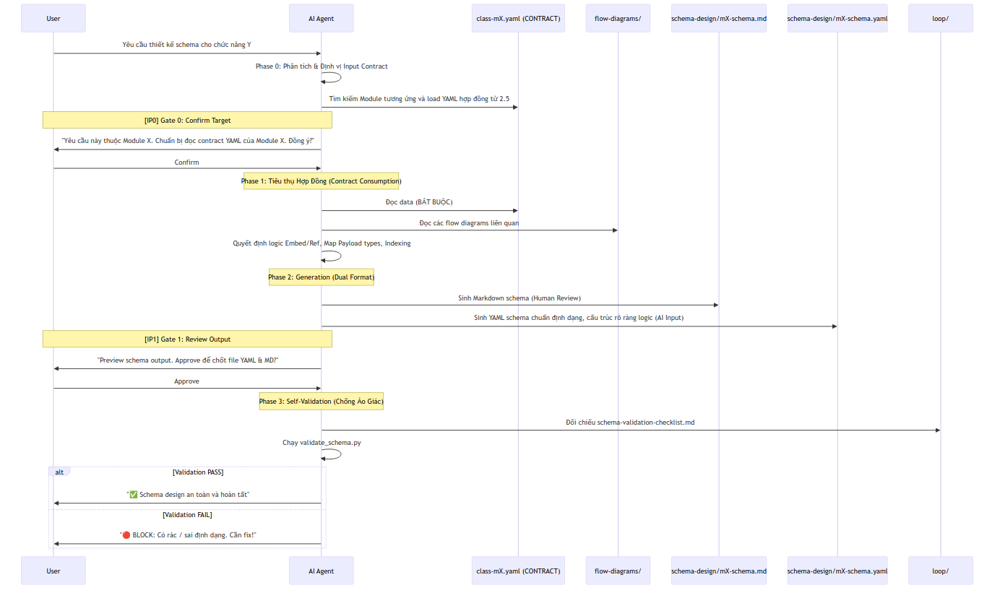 User
AI Agent
class-mX.yaml (CONTRACT)
flow-diagrams/
schema-design/mX-schema.md
schema-design/mX-schema.yaml
loop/
Yêu cầu thiết kế schema cho chức năng Y
Phase 0: Phân tích & Định vị Input Contract
Tìm kiếm Module tương ứng và load YAML hợp đồng từ 2.5
[IP0] Gate 0: Confirm Target
"Yêu cầu này thuộc Module X. Chuẩn bị đọc contract YAML của Module X. Đồng ý?"
Confirm
Phase 1: Tiêu thụ Hợp Đồng (Contract Consumption)
Đọc data (BẮT BUỘC)
Đọc các flow diagrams liên quan
Quyết định logic Embed/Ref, Map Payload types, Indexing
Phase 2: Generation (Dual Format)
Sinh Markdown schema (Human Review)
Sinh YAML schema chuẩn định dạng, cấu trúc rõ ràng logic (AI Input)
[IP1] Gate 1: Review Output
"Preview schema output. Approve để chốt file YAML & MD?"
Approve
Phase 3: Self-Validation (Chống Ảo Giác)
Đối chiếu schema-validation-checklist.md
Chạy validate_schema.py
alt
[Validation PASS]
"✅ Schema design an toàn và hoàn tất"
[Validation FAIL]
"🔴 BLOCK: Có rác / sai định dạng. Cần fix!"
User
AI Agent
class-mX.yaml (CONTRACT)
flow-diagrams/
schema-design/mX-schema.md
schema-design/mX-schema.yaml
loop/